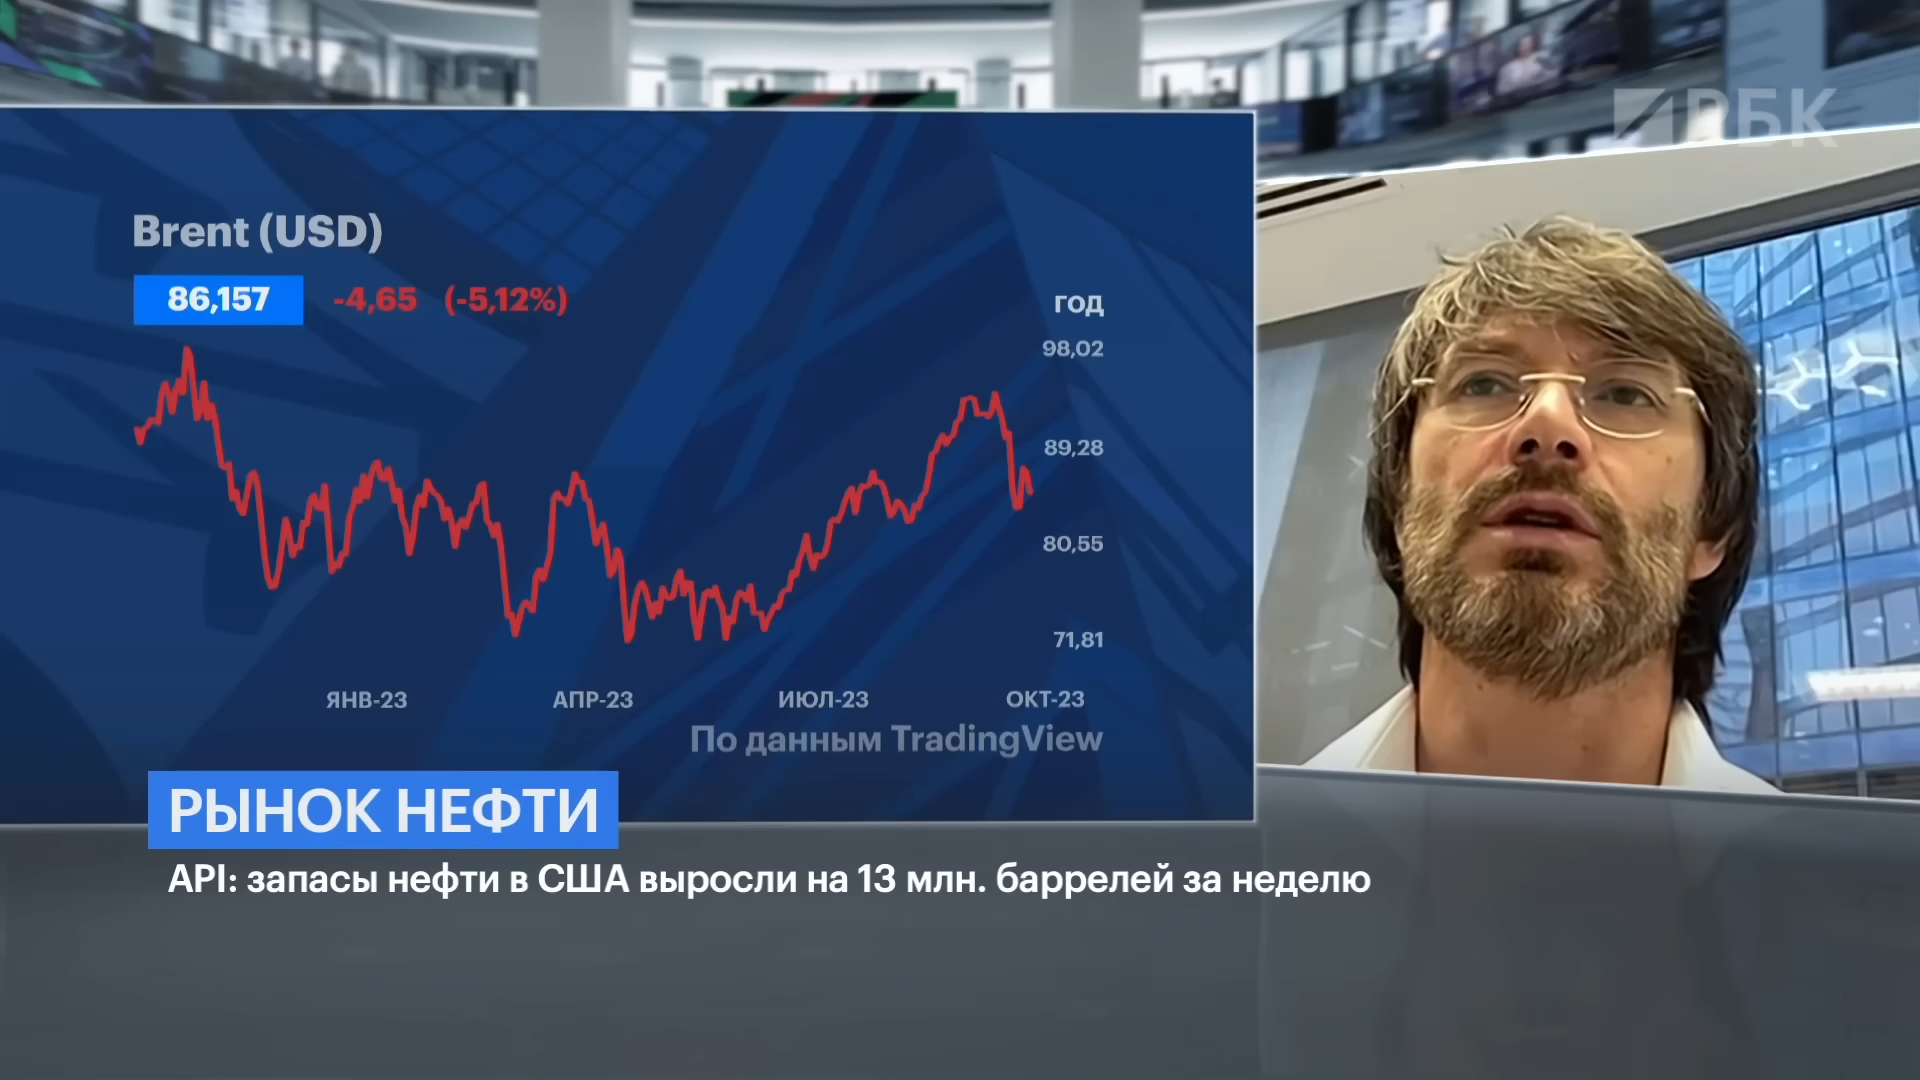 РБК
Brent (USD)
86,157 -4,65 (-5,12%)
ГОД
98,02
89,28
80,55
71,81
ЯНВ-23 АПР-23 ИЮЛ-23 ОКТ-23
По данным TradingView
РЫНОК НЕФТИ
API: запасы нефти в США выросли на 13 млн. баррелей за неделю